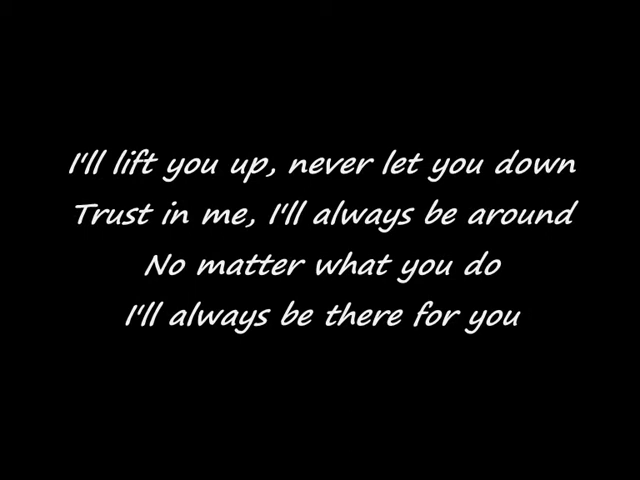 I'll lift you up, never let you down
Trust in me, I'll always be around
No matter what you do
I'll always be there for you